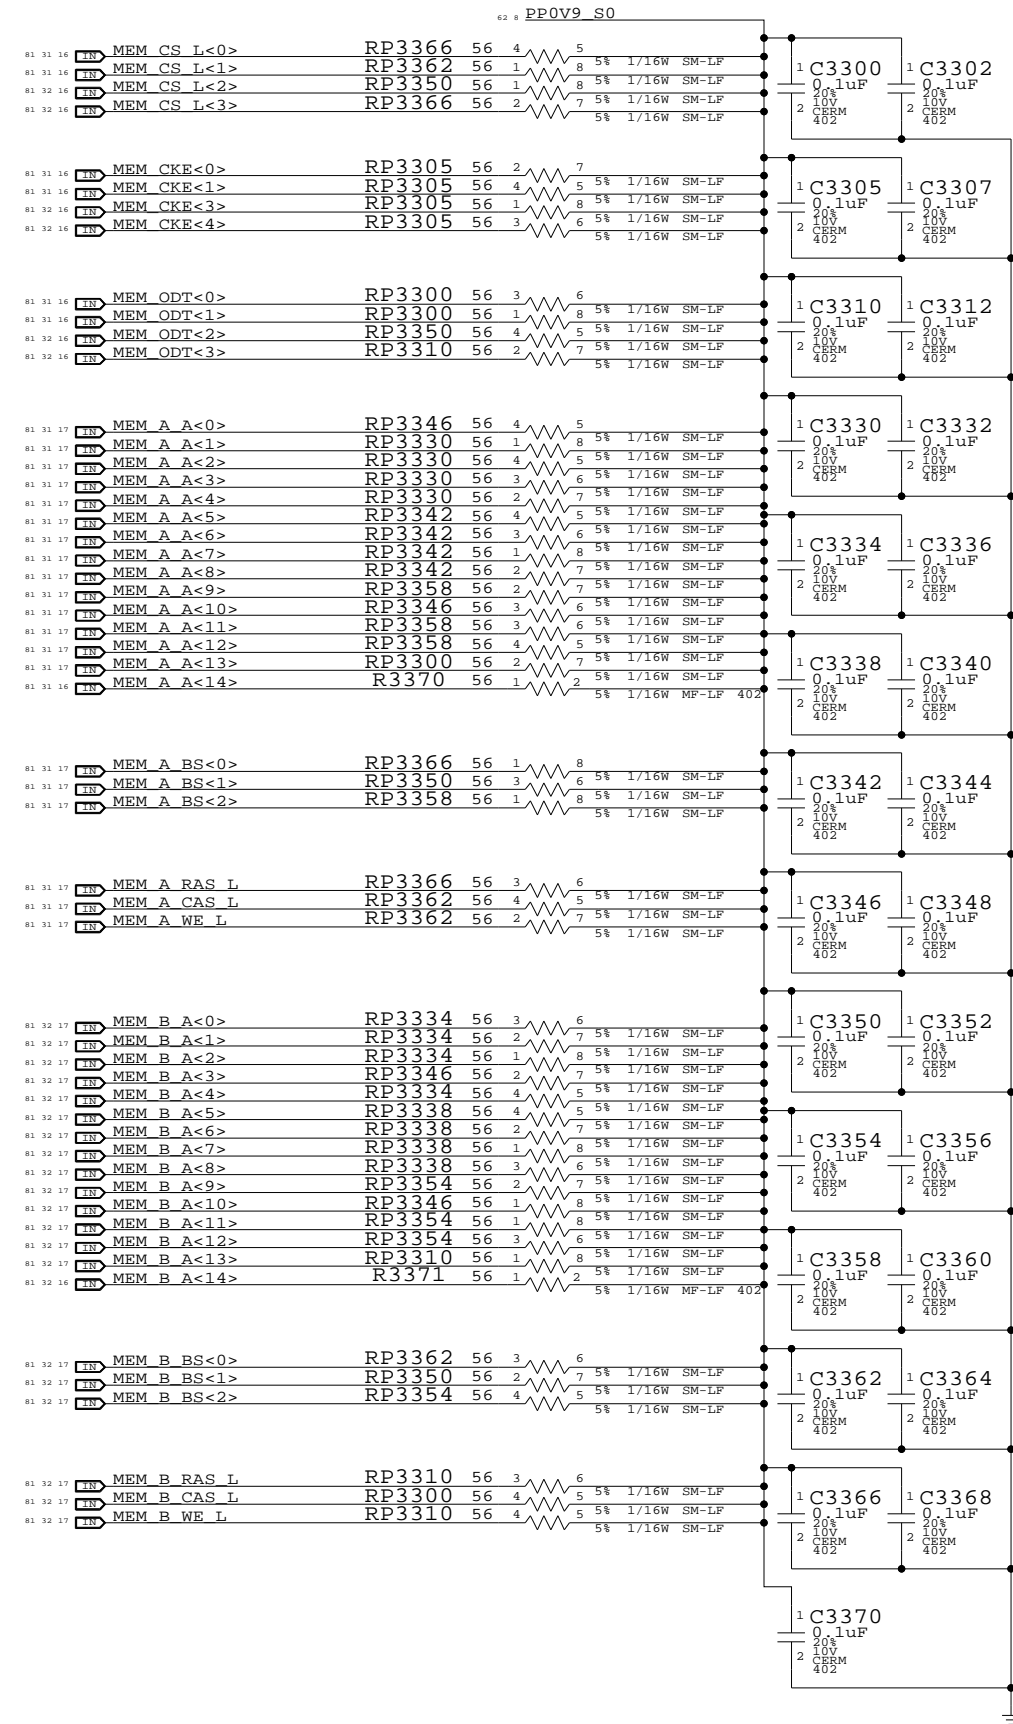 62 8 PP0V9_S0
81 31 16 IN MEM_CS_L<0> RP3366 56 4 5 5% 1/16W SM-LF
81 31 16 IN MEM_CS_L<1> RP3362 56 1 8 5% 1/16W SM-LF
81 32 16 IN MEM_CS_L<2> RP3350 56 1 8 5% 1/16W SM-LF
81 32 16 IN MEM_CS_L<3> RP3366 56 2 7 5% 1/16W SM-LF
1 C3300 1 C3302
0.1uF 0.1uF
20% 20%
10V 10V
2 CERM 2 CERM
402 402
81 31 16 IN MEM_CKE<0> RP3305 56 2 7 5% 1/16W SM-LF
81 31 16 IN MEM_CKE<1> RP3305 56 4 5 5% 1/16W SM-LF
81 32 16 IN MEM_CKE<3> RP3305 56 1 8 5% 1/16W SM-LF
81 32 16 IN MEM_CKE<4> RP3305 56 3 6 5% 1/16W SM-LF
1 C3305 1 C3307
0.1uF 0.1uF
20% 20%
10V 10V
2 CERM 2 CERM
402 402
81 31 16 IN MEM_ODT<0> RP3300 56 3 6 5% 1/16W SM-LF
81 31 16 IN MEM_ODT<1> RP3300 56 1 8 5% 1/16W SM-LF
81 32 16 IN MEM_ODT<2> RP3350 56 4 5 5% 1/16W SM-LF
81 32 16 IN MEM_ODT<3> RP3310 56 2 7 5% 1/16W SM-LF
1 C3310 1 C3312
0.1uF 0.1uF
20% 20%
10V 10V
2 CERM 2 CERM
402 402
81 31 17 IN MEM_A_A<0> RP3346 56 4 5 5% 1/16W SM-LF
81 31 17 IN MEM_A_A<1> RP3330 56 1 8 5% 1/16W SM-LF
81 31 17 IN MEM_A_A<2> RP3330 56 4 5 5% 1/16W SM-LF
81 31 17 IN MEM_A_A<3> RP3330 56 3 6 5% 1/16W SM-LF
81 31 17 IN MEM_A_A<4> RP3330 56 2 7 5% 1/16W SM-LF
81 31 17 IN MEM_A_A<5> RP3342 56 4 5 5% 1/16W SM-LF
81 31 17 IN MEM_A_A<6> RP3342 56 3 6 5% 1/16W SM-LF
81 31 17 IN MEM_A_A<7> RP3342 56 1 8 5% 1/16W SM-LF
81 31 17 IN MEM_A_A<8> RP3342 56 2 7 5% 1/16W SM-LF
81 31 17 IN MEM_A_A<9> RP3358 56 2 7 5% 1/16W SM-LF
81 31 17 IN MEM_A_A<10> RP3346 56 3 6 5% 1/16W SM-LF
81 31 17 IN MEM_A_A<11> RP3358 56 3 6 5% 1/16W SM-LF
81 31 17 IN MEM_A_A<12> RP3358 56 4 5 5% 1/16W SM-LF
81 31 17 IN MEM_A_A<13> RP3300 56 2 7 5% 1/16W SM-LF
81 31 16 IN MEM_A_A<14> R3370 56 1 2 5% 1/16W MF-LF 402
1 C3330 1 C3332
0.1uF 0.1uF
20% 20%
10V 10V
2 CERM 2 CERM
402 402
1 C3334 1 C3336
0.1uF 0.1uF
20% 20%
10V 10V
2 CERM 2 CERM
402 402
1 C3338 1 C3340
0.1uF 0.1uF
20% 20%
10V 10V
2 CERM 2 CERM
402 402
81 31 17 IN MEM_A_BS<0> RP3366 56 1 8 5% 1/16W SM-LF
81 31 17 IN MEM_A_BS<1> RP3350 56 3 6 5% 1/16W SM-LF
81 31 17 IN MEM_A_BS<2> RP3358 56 1 8 5% 1/16W SM-LF
1 C3342 1 C3344
0.1uF 0.1uF
20% 20%
10V 10V
2 CERM 2 CERM
402 402
81 31 17 IN MEM_A_RAS_L RP3366 56 3 6 5% 1/16W SM-LF
81 31 17 IN MEM_A_CAS_L RP3362 56 4 5 5% 1/16W SM-LF
81 31 17 IN MEM_A_WE_L RP3362 56 2 7 5% 1/16W SM-LF
1 C3346 1 C3348
0.1uF 0.1uF
20% 20%
10V 10V
2 CERM 2 CERM
402 402
81 32 17 IN MEM_B_A<0> RP3334 56 3 6 5% 1/16W SM-LF
81 32 17 IN MEM_B_A<1> RP3334 56 2 7 5% 1/16W SM-LF
81 32 17 IN MEM_B_A<2> RP3334 56 1 8 5% 1/16W SM-LF
81 32 17 IN MEM_B_A<3> RP3346 56 2 7 5% 1/16W SM-LF
81 32 17 IN MEM_B_A<4> RP3334 56 4 5 5% 1/16W SM-LF
81 32 17 IN MEM_B_A<5> RP3338 56 4 5 5% 1/16W SM-LF
81 32 17 IN MEM_B_A<6> RP3338 56 2 7 5% 1/16W SM-LF
81 32 17 IN MEM_B_A<7> RP3338 56 1 8 5% 1/16W SM-LF
81 32 17 IN MEM_B_A<8> RP3338 56 3 6 5% 1/16W SM-LF
81 32 17 IN MEM_B_A<9> RP3354 56 2 7 5% 1/16W SM-LF
81 32 17 IN MEM_B_A<10> RP3346 56 1 8 5% 1/16W SM-LF
81 32 17 IN MEM_B_A<11> RP3354 56 1 8 5% 1/16W SM-LF
81 32 17 IN MEM_B_A<12> RP3354 56 3 6 5% 1/16W SM-LF
81 32 17 IN MEM_B_A<13> RP3310 56 1 8 5% 1/16W SM-LF
81 32 16 IN MEM_B_A<14> R3371 56 1 2 5% 1/16W MF-LF 402
1 C3350 1 C3352
0.1uF 0.1uF
20% 20%
10V 10V
2 CERM 2 CERM
402 402
1 C3354 1 C3356
0.1uF 0.1uF
20% 20%
10V 10V
2 CERM 2 CERM
402 402
1 C3358 1 C3360
0.1uF 0.1uF
20% 20%
10V 10V
2 CERM 2 CERM
402 402
81 32 17 IN MEM_B_BS<0> RP3362 56 3 6 5% 1/16W SM-LF
81 32 17 IN MEM_B_BS<1> RP3350 56 2 7 5% 1/16W SM-LF
81 32 17 IN MEM_B_BS<2> RP3354 56 4 5 5% 1/16W SM-LF
1 C3362 1 C3364
0.1uF 0.1uF
20% 20%
10V 10V
2 CERM 2 CERM
402 402
81 32 17 IN MEM_B_RAS_L RP3310 56 3 6 5% 1/16W SM-LF
81 32 17 IN MEM_B_CAS_L RP3300 56 4 5 5% 1/16W SM-LF
81 32 17 IN MEM_B_WE_L RP3310 56 4 5 5% 1/16W SM-LF
1 C3366 1 C3368
0.1uF 0.1uF
20% 20%
10V 10V
2 CERM 2 CERM
402 402
1 C3370
0.1uF
20%
10V
2 CERM
402